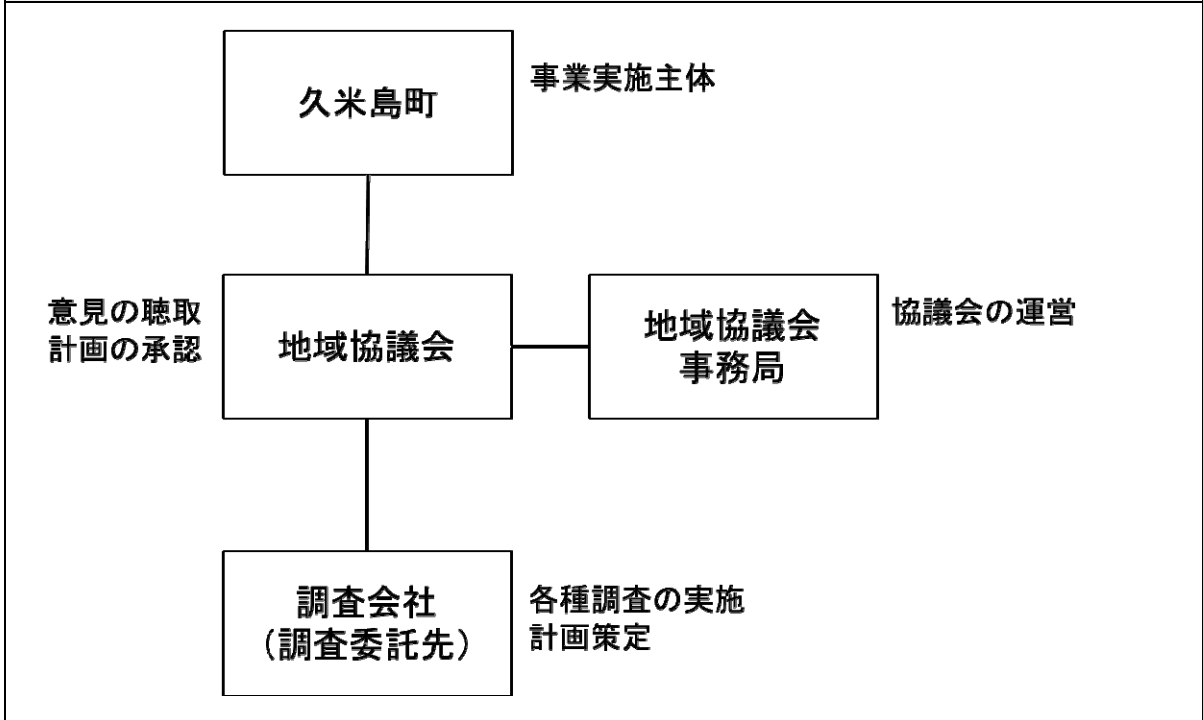 久米島町
事業実施主体
意見の聴取
計画の承認
地域協議会
地域協議会
事務局
協議会の運営
調査会社
（調査委託先）
各種調査の実施
計画策定